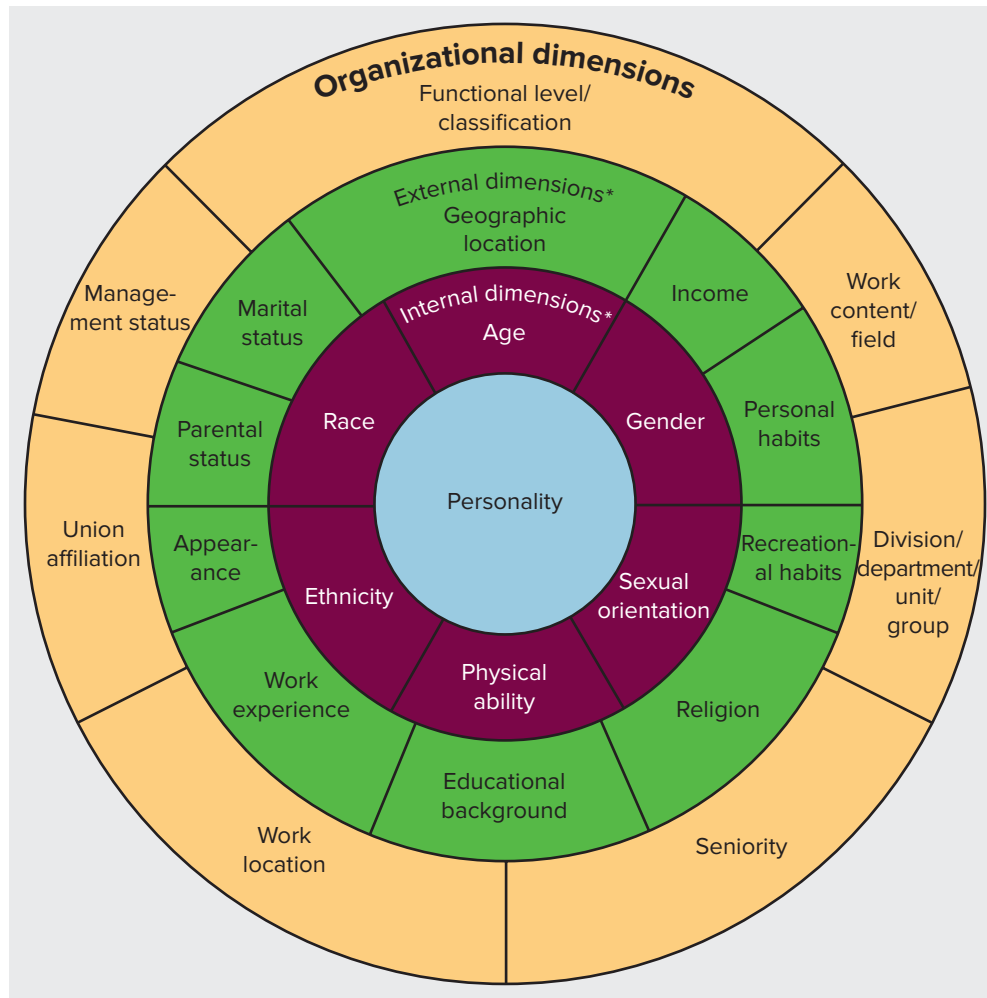 Organizational dimensions
Functional level/
classification
External dimensions*
Geographic
location
Internal dimensions*
Age
Manage-
ment status
Marital
status
Income
Work
content/
field
Race
Gender
Parental
status
Personal
habits
Personality
Union
affiliation
Appear-
ance
Recreation-
al habits
Division/
department/
unit/
group
Ethnicity
Sexual
orientation
Physical
ability
Work
experience
Religion
Educational
background
Work
location
Seniority